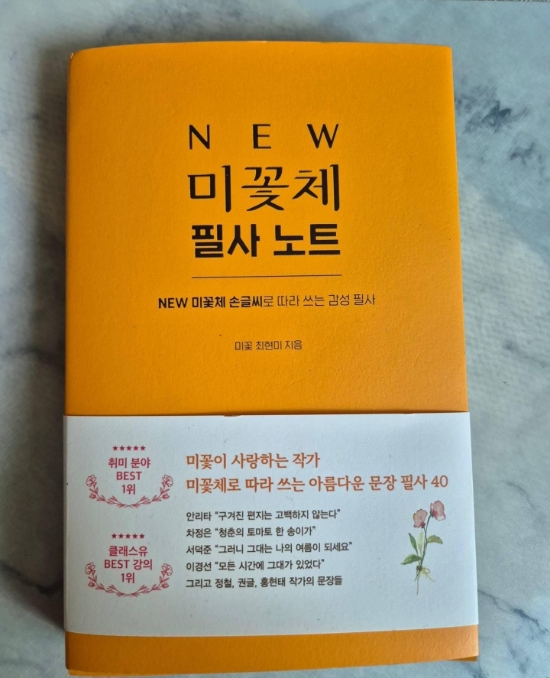 NEW
미꽃체
필사 노트
NEW 미꽃체 손글씨로 따라 쓰는 감성 필사
미꽃 최현미 지음
★★★★★
취미 분야
BEST
1위
★★★★★
클래스유
BEST 강의
1위
미꽃이 사랑하는 작가
미꽃체로 따라 쓰는 아름다운 문장 필사 40
안리타 “구겨진 편지는 고백하지 않는다”
차정은 “청춘의 토마토 한 송이가”
서덕준 “그러니 그대는 나의 여름이 되세요”
이경선 “모든 시간에 그대가 있었다”
그리고 정철, 권글, 홍현태 작가의 문장들